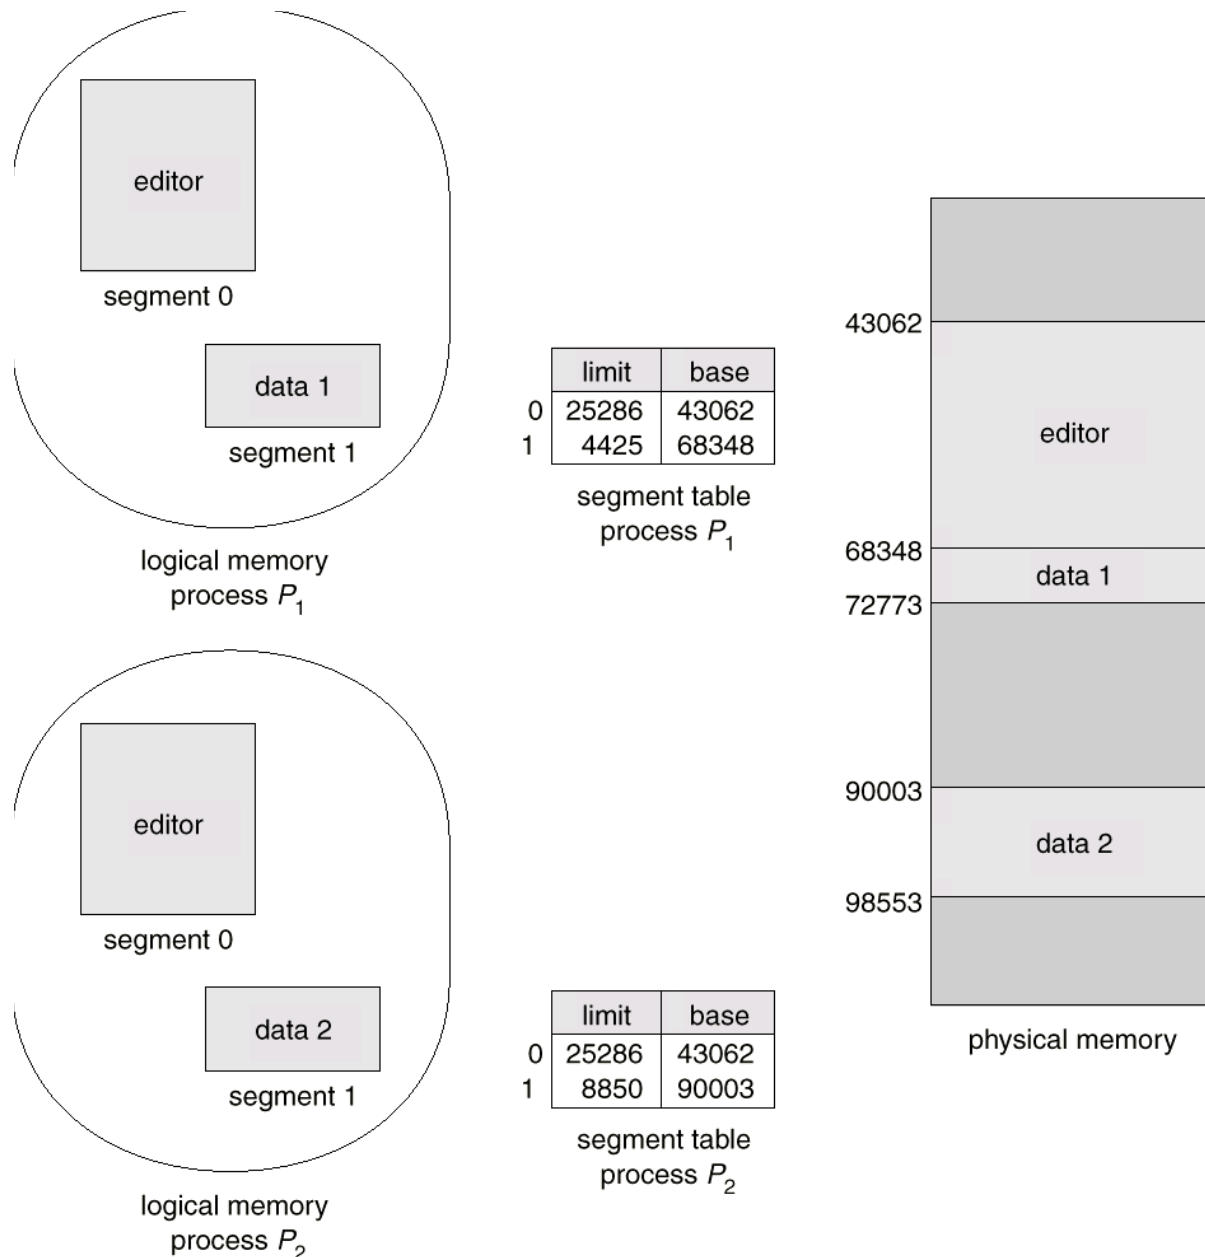 editor
segment 0
data 1
segment 1
logical memory
process P1
limit base
0 25286 43062
1 4425 68348
segment table
process P1
editor
segment 0
data 2
segment 1
logical memory
process P2
limit base
0 25286 43062
1 8850 90003
segment table
process P2
43062
editor
68348
data 1
72773
90003
data 2
98553
physical memory